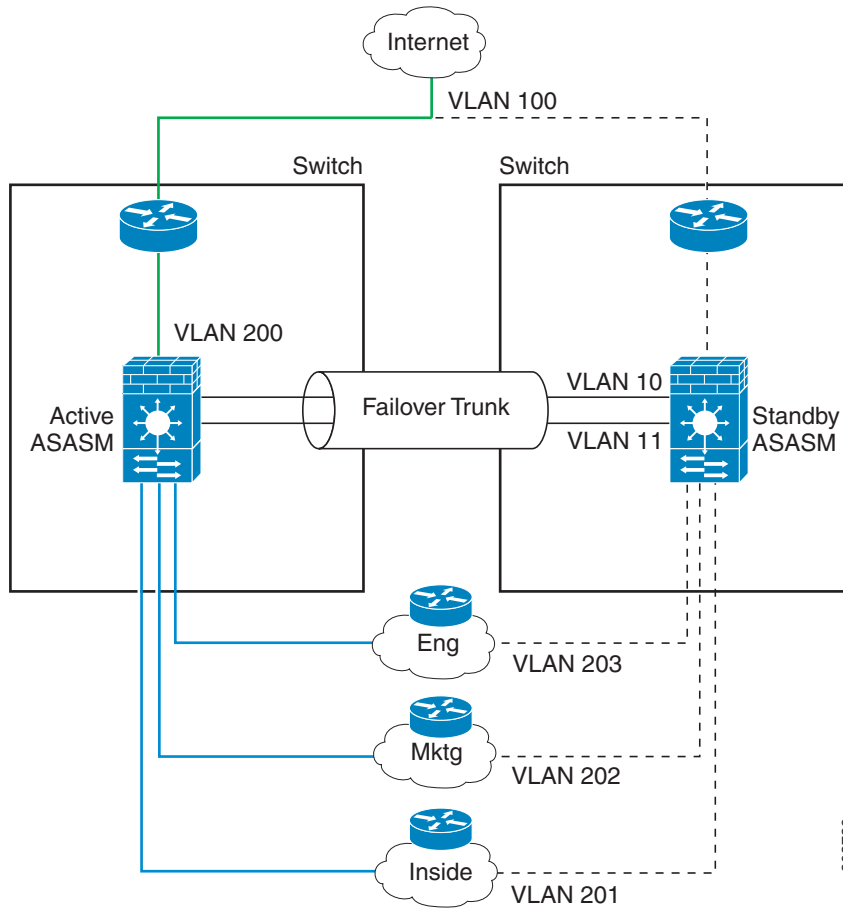 Internet
VLAN 100
Switch
Switch
VLAN 200
Active
ASASM
Failover Trunk
VLAN 10
VLAN 11
Standby
ASASM
Eng
VLAN 203
Mktg
VLAN 202
Inside
VLAN 201